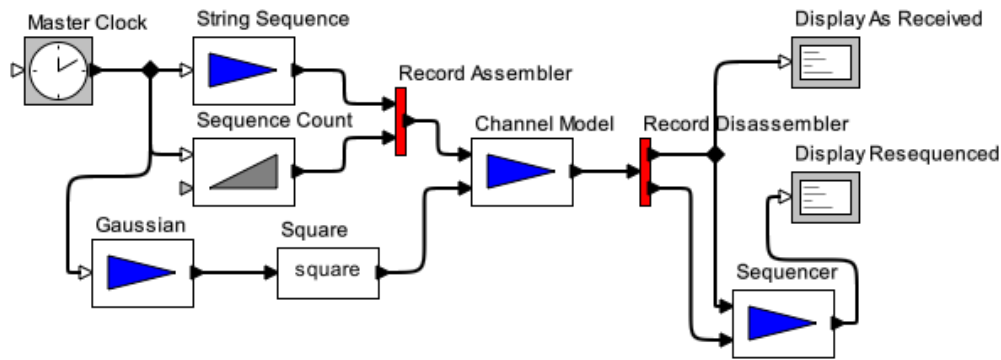 Master Clock
String Sequence
Display As Received
Record Assembler
Sequence Count
Channel Model
Record Disassembler
Display Resequenced
Gaussian
Square
square
Sequencer